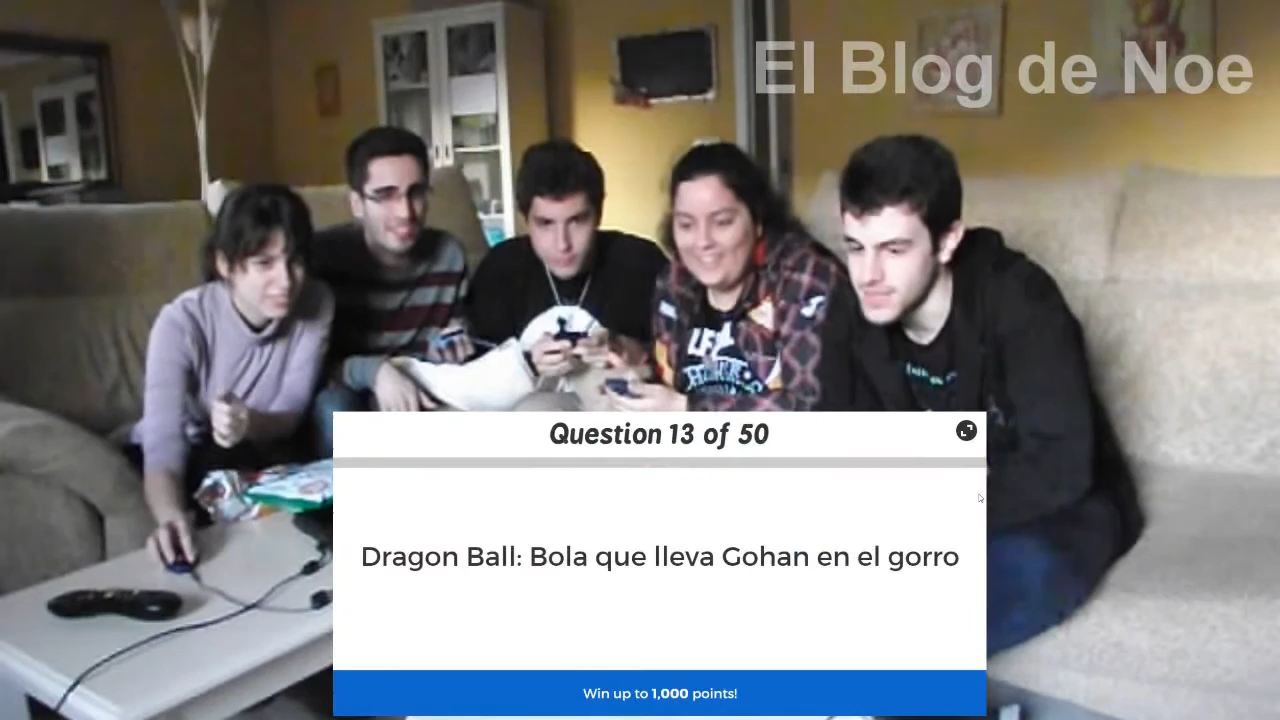 El Blog de Noe
Question 13 of 50
Dragon Ball: Bola que lleva Gohan en el gorro
Win up to 1,000 points!